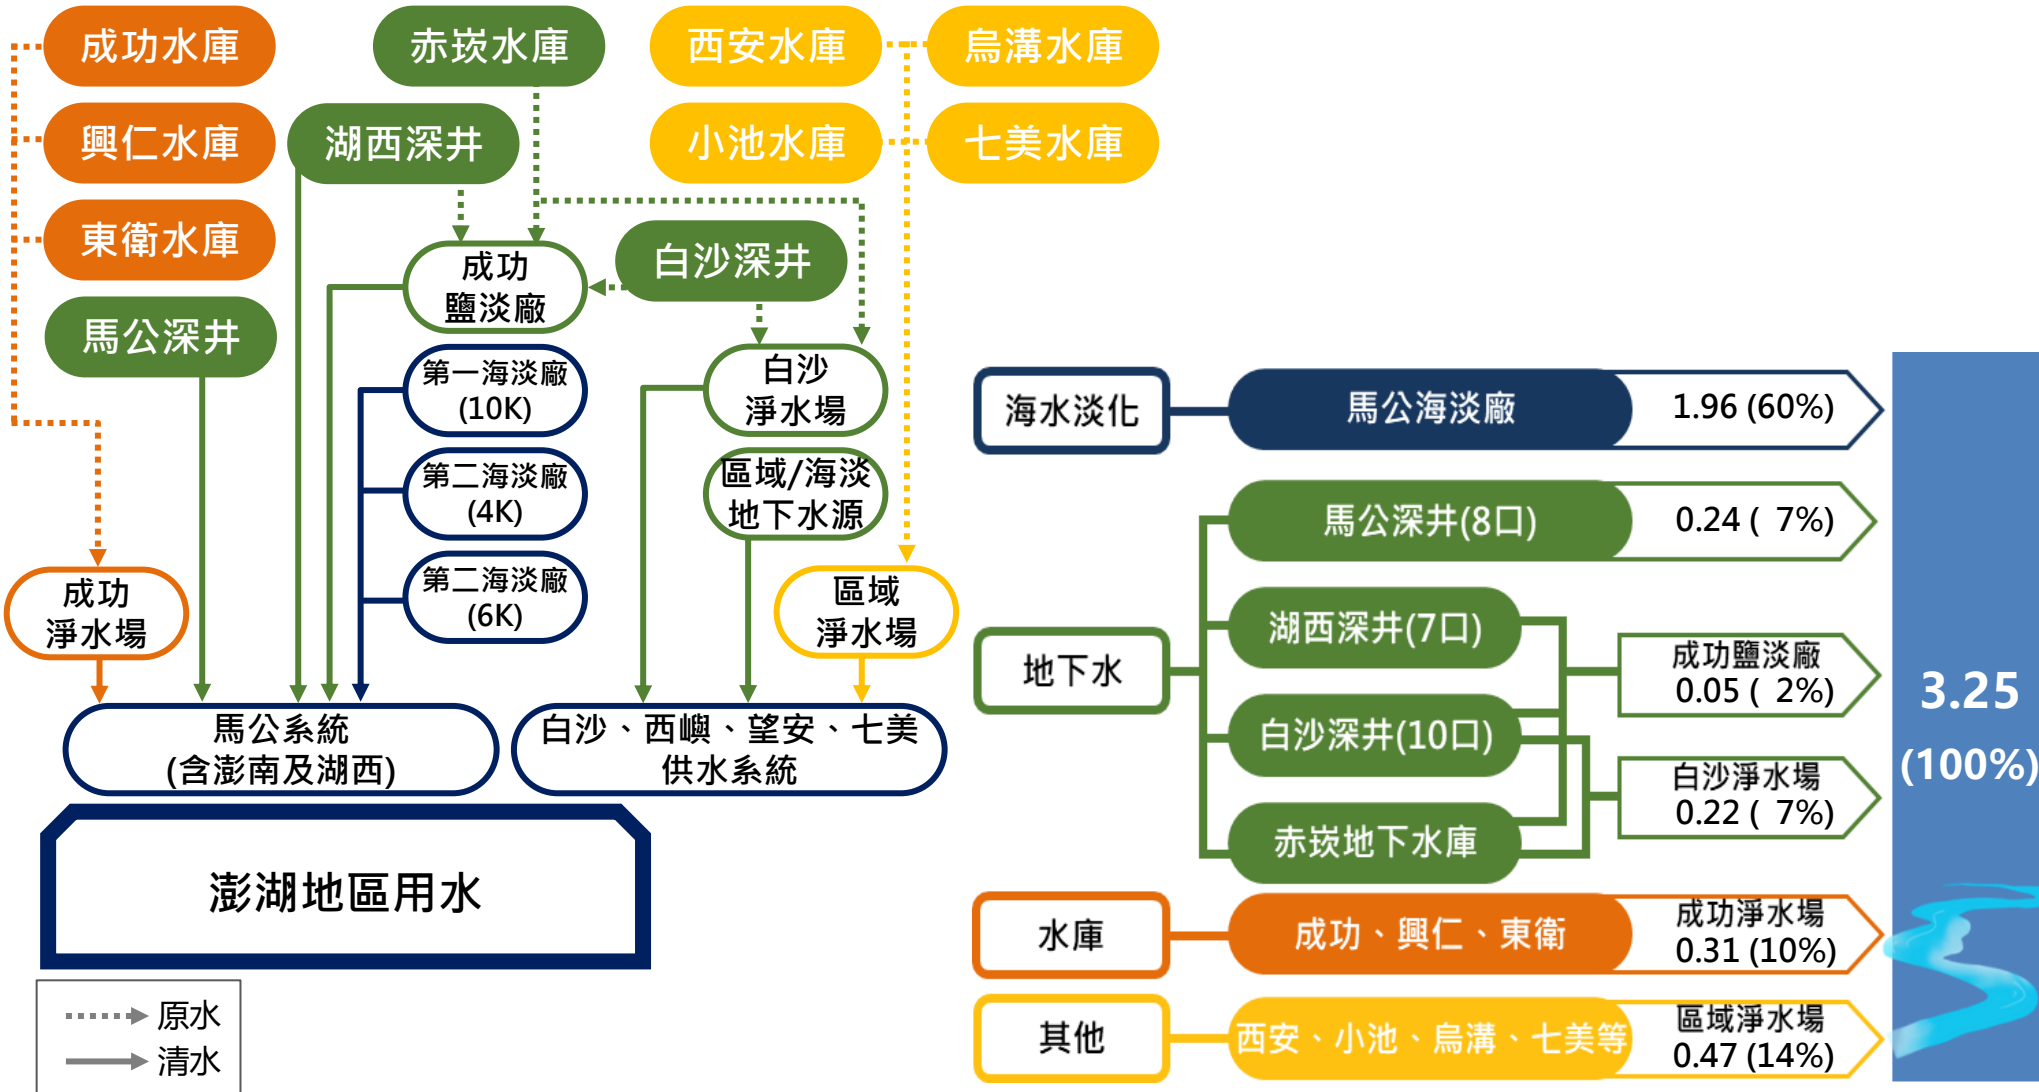 成功水庫
赤崁水庫
西安水庫
烏溝水庫
興仁水庫
湖西深井
小池水庫
七美水庫
東衛水庫
白沙深井
成功
鹽淡廠
馬公深井
第一海淡廠
(10K)
白沙
淨水場
第二海淡廠
(4K)
區域/海淡
地下水源
第二海淡廠
(6K)
成功
淨水場
區域
淨水場
馬公系統
(含澎南及湖西)
白沙、西嶼、望安、七美
供水系統
澎湖地區用水
原水
清水
海水淡化
馬公海淡廠
1.96 (60%)
馬公深井(8口)
0.24 ( 7%)
地下水
湖西深井(7口)
成功鹽淡廠
0.05 ( 2%)
白沙深井(10口)
白沙淨水場
0.22 ( 7%)
赤崁地下水庫
水庫
成功、興仁、東衛
成功淨水場
0.31 (10%)
其他
西安、小池、烏溝、七美等
區域淨水場
0.47 (14%)
3.25
(100%)